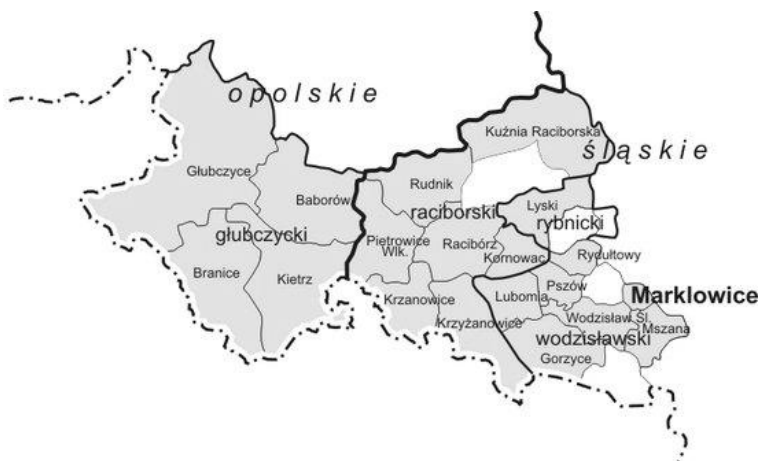 opolskie
Kuźnia Raciborska
śląskie
Głubczyce
Rudnik
Baborów
raciborski
Lyski
rybnicki
głubczycki
Pietrowice
Wlk.
Racibórz
Kornowac
Rydułtowy
Branice
Kietrz
Krzanowice
Lubomia
Pszów
Marklowice
Krzyżanowice
Wodzisław Śl.
Mszana
wodzisławski
Gorzyce